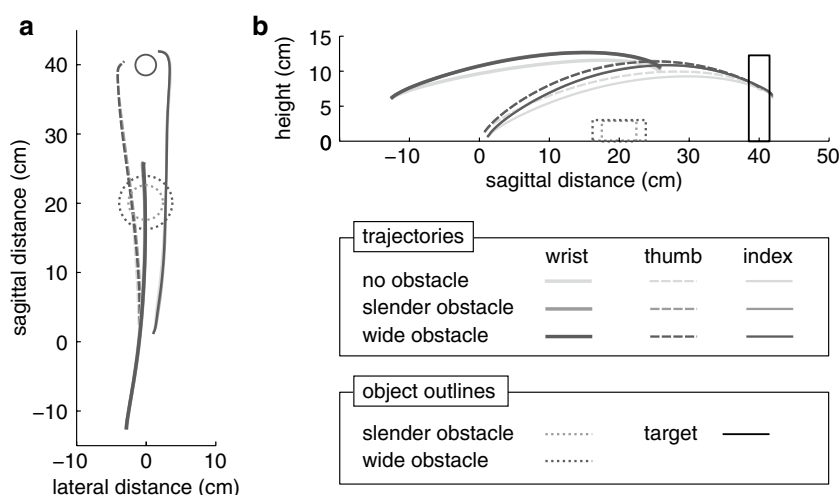 a
40
30
20
10
0
−10
−10 0 10
sagittal distance (cm)
lateral distance (cm)
b
15
10
5
0
height (cm)
−10 0 10 20 30 40 50
sagittal distance (cm)
trajectories
wrist thumb index
no obstacle
slender obstacle
wide obstacle
object outlines
slender obstacle target
wide obstacle